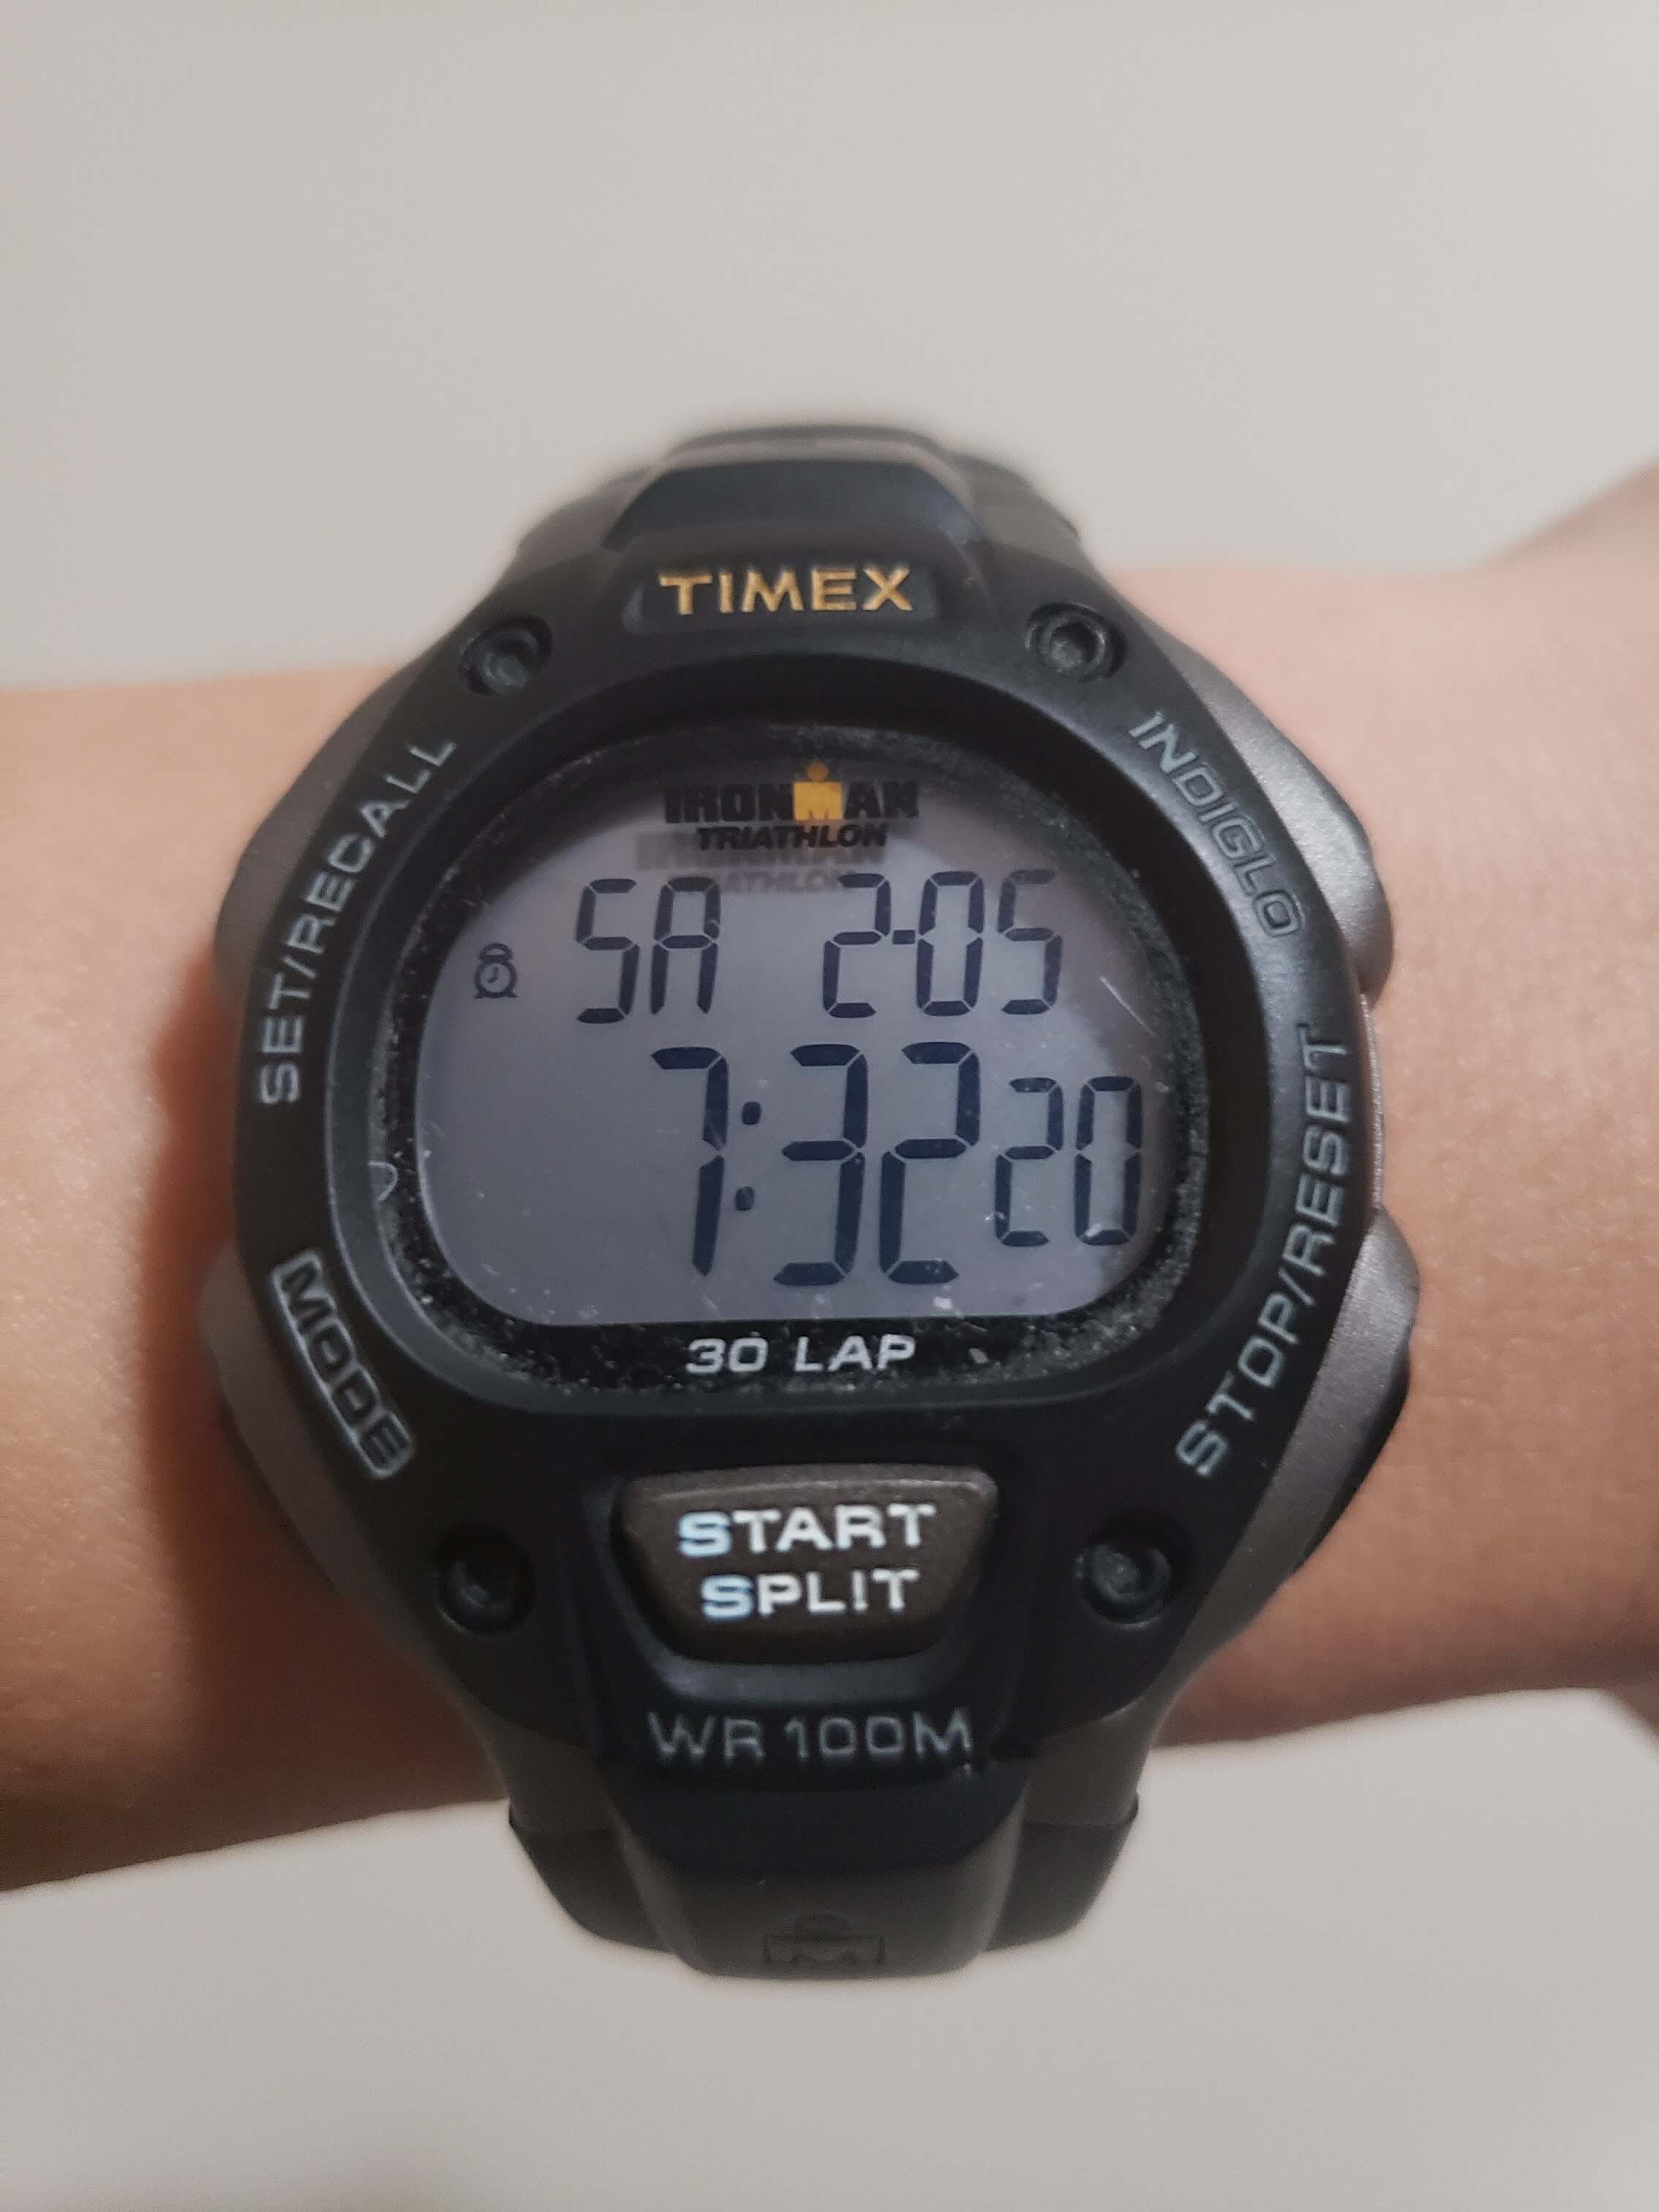 TIMEX
INDIGLO
SET/RECALL
IRONMAN
TRIATHLON
SA 2-05
7:32 20
STOP/RESET
MODE
30 LAP
START
SPLIT
WR 100M